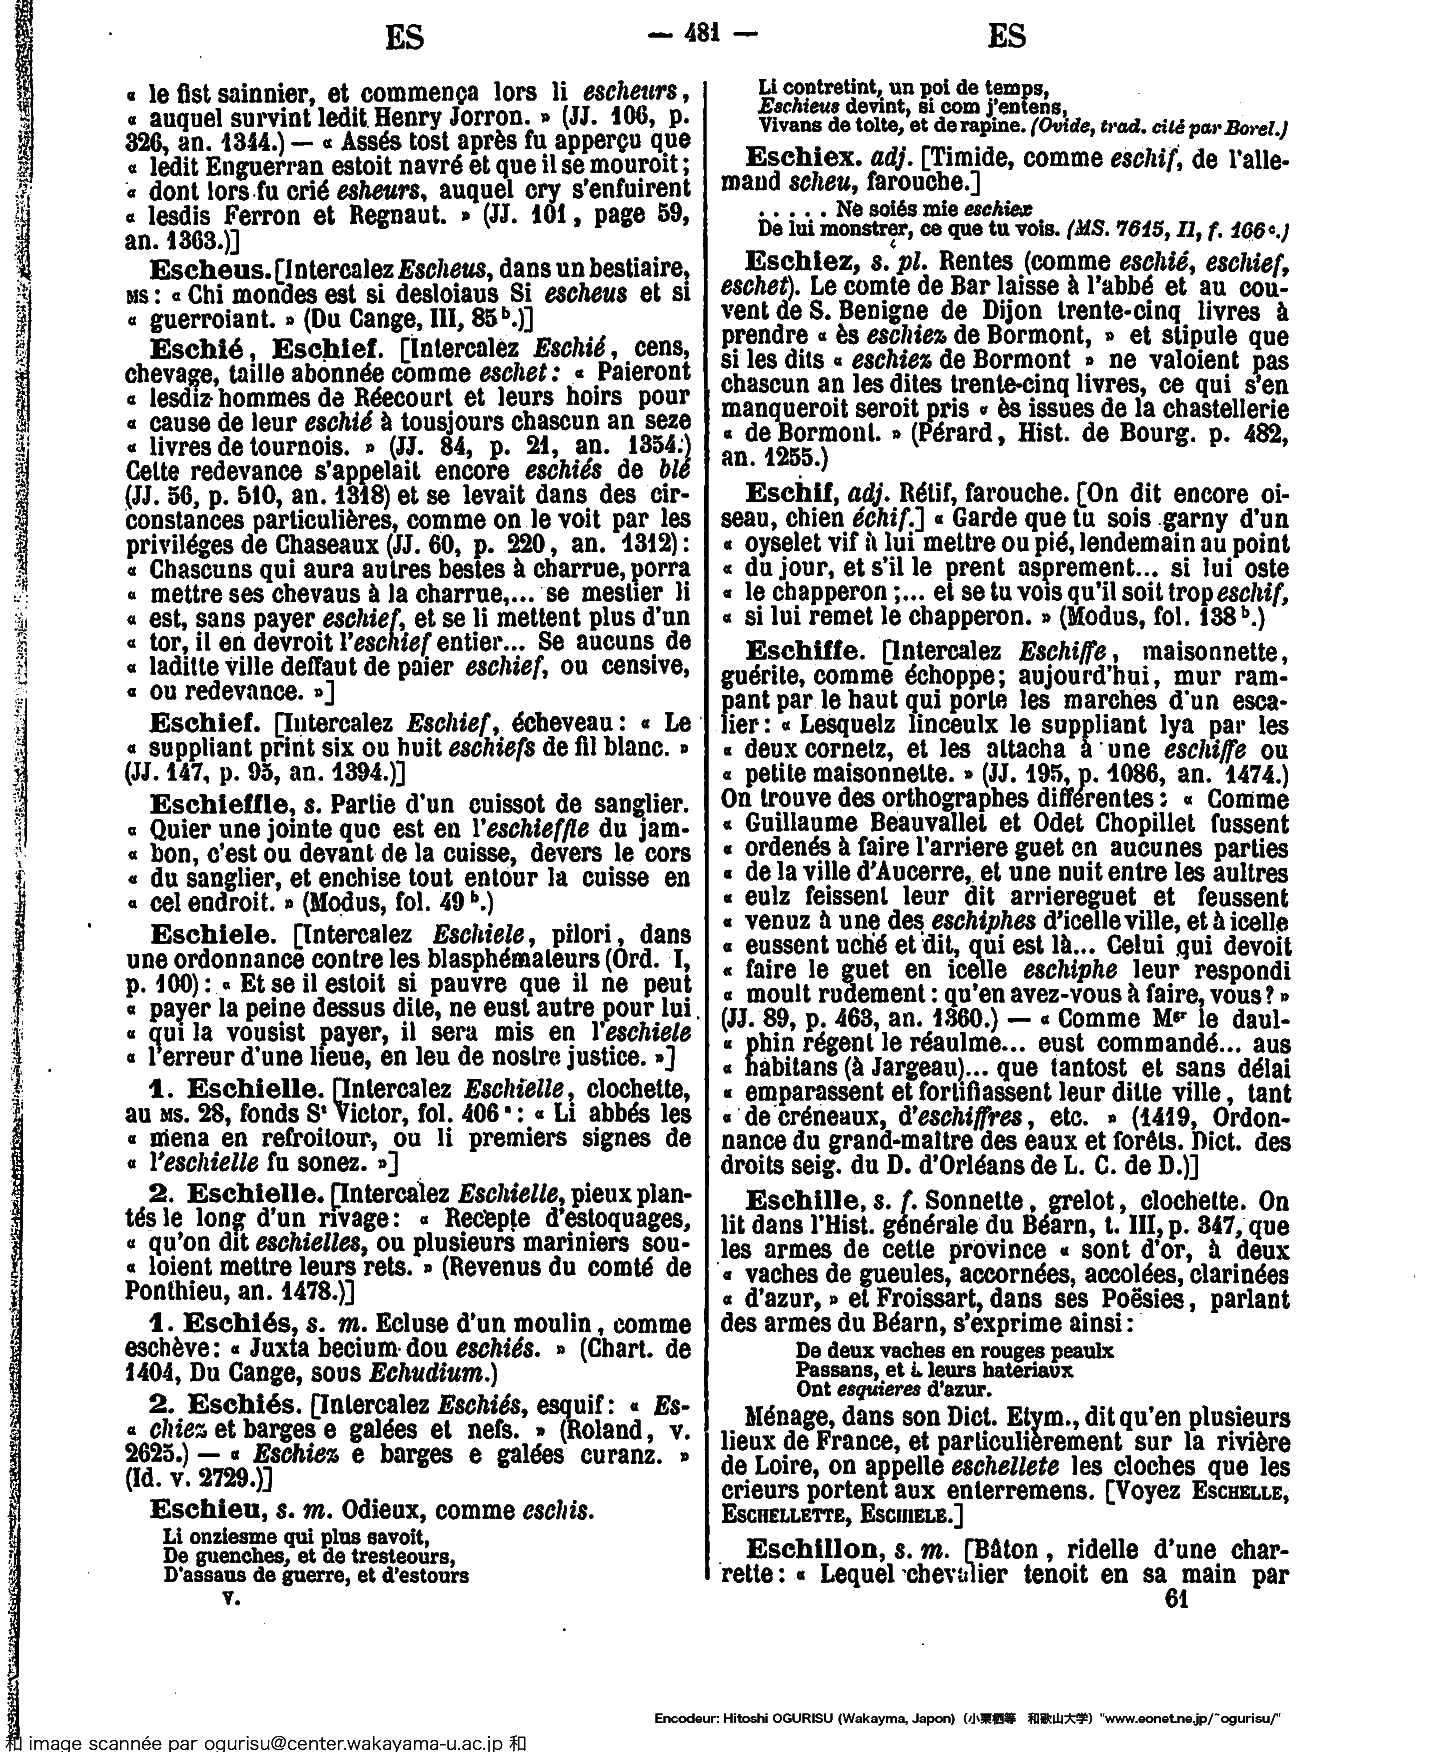 ES
— 481 —
ES
« le fist sainnier, et commença lors li escheurs,
« auquel survint ledit Henry Jorron. » (JJ. 106, p.
326, an. 1344.) — « Assés tost après fu apperçu que
« ledit Enguerran estoit navré et que il se mouroit ;
« dont lors fu crié esheurs, auquel cry s'enfuirent
« lesdis Ferron et Regnaut. » (JJ. 101, page 59,
an. 1363.)]
Escheus. [Intercalez Escheus, dans un bestiaire,
MS : « Chi mondes est si desloiaus Si escheus et si
« guerroiant. » (Du Cange, III, 85 b.)]
Eschié, Eschief. [Intercalez Eschié, cens,
chevage, taille abonnée comme eschet : « Paieront
« lesdiz hommes de Réecourt et leurs hoirs pour
« cause de leur eschié à tousjours chascun an seze
« livres de tournois. » (JJ. 84, p. 21, an. 1354.)
Cette redevance s'appelait encore eschiés de blé
(JJ. 56, p. 510, an. 1318) et se levait dans des cir-
constances particulières, comme on le voit par les
priviléges de Chaseaux (JJ. 60, p. 220, an. 1312) :
« Chascuns qui aura autres bestes à charrue, porra
« mettre ses chevaus à la charrue,... se mestier li
« est, sans payer eschief, et se li mettent plus d'un
« tor, il en devroit l'eschief entier... Se aucuns de
« laditte ville deffaut de paier eschief, ou censive,
« ou redevance. »]
Eschief. [Intercalez Eschief, écheveau : « Le
« suppliant print six ou huit eschiefs de fil blanc. »
(JJ. 147, p. 95, an. 1394.)]
Eschieffle, s. Partie d'un cuissot de sanglier.
« Quier une jointe que est en l'eschieffle du jam-
« bon, c'est ou devant de la cuisse, devers le cors
« du sanglier, et enchise tout entour la cuisse en
« cel endroit. » (Modus, fol. 49 b.)
Eschiele. [Intercalez Eschiele, pilori, dans
une ordonnance contre les blasphémateurs (Ord. I,
p. 100) : « Et se il estoit si pauvre que il ne peut
« payer la peine dessus dite, ne eust autre pour lui
« qui la vousist payer, il sera mis en l'eschiele
« l'erreur d'une lieue, en leu de nostre justice. »]
1. Eschielle. [Intercalez Eschielle, clochette,
au MS. 28, fonds St Victor, fol. 406 a : « Li abbés les
« mena en refroitour, ou li premiers signes de
« l'eschielle fu sonez. »]
2. Eschielle. [Intercalez Eschielle, pieux plan-
tés le long d'un rivage : « Recepte d'estoquages,
« qu'on dit eschielles, ou plusieurs mariniers sou-
« loient mettre leurs rets. » (Revenus du comté de
Ponthieu, an. 1478.)]
1. Eschiés, s. m. Ecluse d'un moulin, comme
eschève : « Juxta becium dou eschiés. » (Chart. de
1404, Du Cange, sous Echudium.)
2. Eschiés. [Intercalez Eschiés, esquif : « Es-
« chiez et barges e galées et nefs. » (Roland, v.
2625.) — « Eschiez e barges e galées curanz. »
(Id. v. 2729.)]
Eschieu, s. m. Odieux, comme eschis.
Li onziesme qui plus savoit,
De guenches, et de tresteours,
D'assaus de guerre, et d'estours
V.
Li contretint, un poi de temps,
Eschieus devint, si com j'entens,
Vivans de tolte, et de rapine. (Ovide, trad. cité par Borel.)
Eschiex. adj. [Timide, comme eschif, de l'alle-
mand scheu, farouche.]
. . . . . Ne soiés mie eschiex
De lui monstrer, ce que tu vois. (MS. 7615, II, f. 166 c.)
Eschiez, s. pl. Rentes (comme eschié, eschief,
eschet). Le comte de Bar laisse à l'abbé et au cou-
vent de S. Benigne de Dijon trente-cinq livres à
prendre « ès eschiez de Bormont, » et stipule que
si les dits « eschiez de Bormont » ne valoient pas
chascun an les dites trente-cinq livres, ce qui s'en
manqueroit seroit pris « ès issues de la chastellerie
« de Bormont. » (Pérard, Hist. de Bourg. p. 482,
an. 1255.)
Eschif, adj. Rétif, farouche. [On dit encore oi-
seau, chien échif.] « Garde que tu sois garny d'un
« oyselet vif à lui mettre ou pié, lendemain au point
« du jour, et s'il le prent asprement... si lui oste
« le chapperon ;... et se tu vois qu'il soit trop eschif,
« si lui remet le chapperon. » (Modus, fol. 138 b.)
Eschiffe. [Intercalez Eschiffe, maisonnette,
guérite, comme échoppe ; aujourd'hui, mur ram-
pant par le haut qui porte les marches d'un esca-
lier : « Lesquelz linceulx le suppliant lya par les
« deux cornetz, et les attacha à une eschiffe ou
« petite maisonnette. » (JJ. 195, p. 1086, an. 1474.)
On trouve des orthographes différentes : « Comme
« Guillaume Beauvallet et Odet Chopillet fussent
« ordenés à faire l'arriere guet en aucunes parties
« de la ville d'Aucerre, et une nuit entre les aultres
« eulz feissent leur dit arriereguet et feussent
« venuz à une des eschiphes d'icelle ville, et à icelle
« eussent uché et dit, qui est là... Celui qui devoit
« faire le guet en icelle eschiphe leur respondi
« moult rudement : qu'en avez-vous à faire, vous ? »
(JJ. 89, p. 463, an. 1360.) — « Comme Mgr le daul-
« phin régent le réaulme... eust commandé... aus
« habitans (à Jargeau)... que tantost et sans délai
« emparassent et fortifiassent leur ditte ville, tant
« de créneaux, d'eschiffres, etc. » (1419, Ordon-
nance du grand-maître des eaux et forêts. Dict. des
droits seig. du D. d'Orléans de L. C. de D.)]
Eschille, s. f. Sonnette, grelot, clochette. On
lit dans l'Hist. générale du Béarn, t. III, p. 347, que
les armes de cette province « sont d'or, à deux
« vaches de gueules, accornées, accolées, clarinées
« d'azur, » et Froissart, dans ses Poësies, parlant
des armes du Béarn, s'exprime ainsi :
De deux vaches en rouges peaulx
Passans, et à leurs hateriaux
Ont esquieres d'azur.
Ménage, dans son Dict. Etym., dit qu'en plusieurs
lieux de France, et particulièrement sur la rivière
de Loire, on appelle eschellete les cloches que les
crieurs portent aux enterremens. [Voyez ESCHELLE,
ESCHELLETTE, ESCHIELE.]
Eschillon, s. m. [Bâton, ridelle d'une char-
rette : « Lequel chevalier tenoit en sa main par
61
Encodeur: Hitoshi OGURISU (Wakayma, Japon) (小栗栖等 和歌山大学) "www.eonet.ne.jp/~ogurisu/"
和 image scannée par ogurisu@center.wakayama-u.ac.jp 和